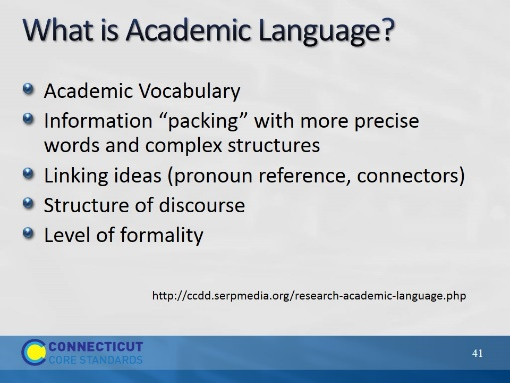 What is Academic Language?
Academic Vocabulary
Information “packing” with more precise
words and complex structures
Linking ideas (pronoun reference, connectors)
Structure of discourse
Level of formality
http://ccdd.serpmedia.org/research-academic-language.php
CONNECTICUT
CORE STANDARDS
41